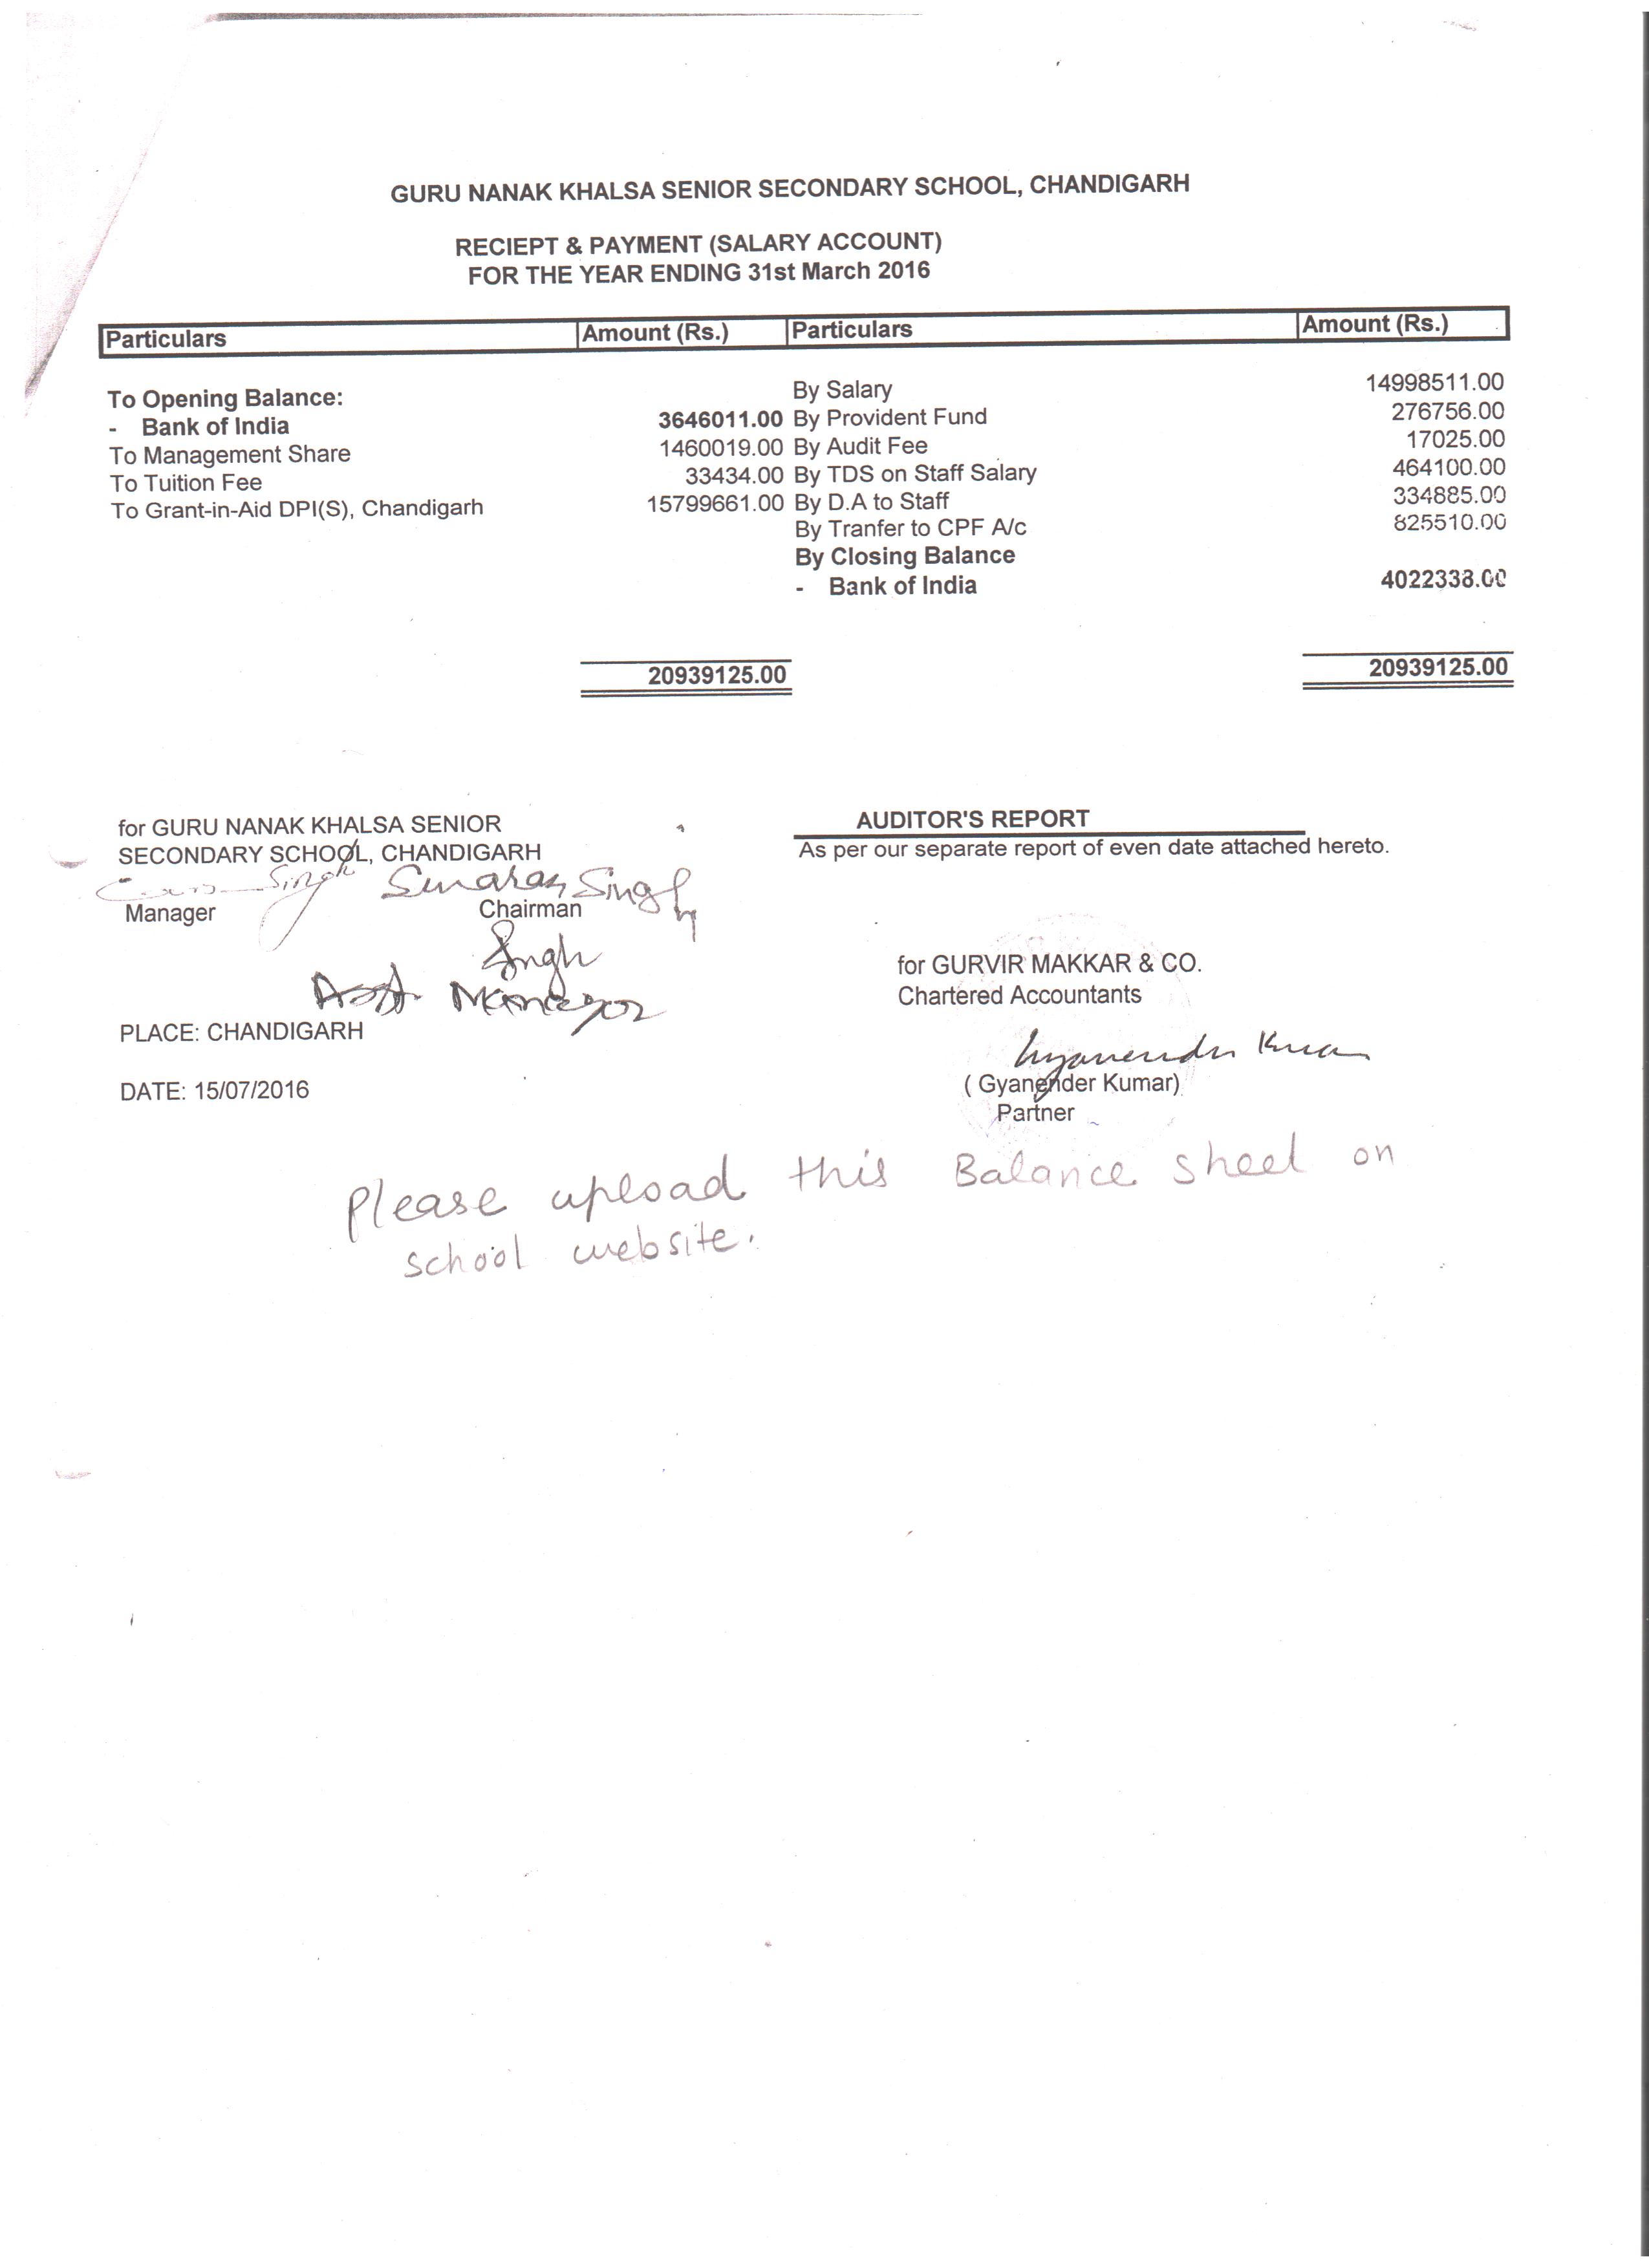 GURU NANAK KHALSA SENIOR SECONDARY SCHOOL, CHANDIGARH
RECIEPT & PAYMENT (SALARY ACCOUNT)
FOR THE YEAR ENDING 31st March 2016
Particulars Amount (Rs.) Particulars Amount (Rs.)
To Opening Balance: By Salary 14998511.00
- Bank of India 3646011.00 By Provident Fund 276756.00
To Management Share 1460019.00 By Audit Fee 17025.00
To Tuition Fee 33434.00 By TDS on Staff Salary 464100.00
To Grant-in-Aid DPI(S), Chandigarh 15799661.00 By D.A to Staff 334885.00
By Tranfer to CPF A/c 825510.00
By Closing Balance
- Bank of India 4022338.00
20939125.00 20939125.00
for GURU NANAK KHALSA SENIOR
SECONDARY SCHOOL, CHANDIGARH
Singh Singh
Manager Chairman
Singh
Asstt. Manager
PLACE: CHANDIGARH
DATE: 15/07/2016
AUDITOR'S REPORT
As per our separate report of even date attached hereto.
for GURVIR MAKKAR & CO.
Chartered Accountants
Gyanender Kumar
( Gyanender Kumar)
Partner
Please upload this Balance sheet on
school website.